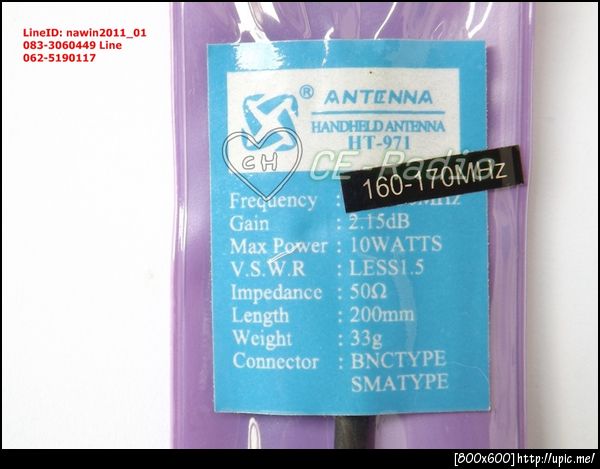 LineID: nawin2011_01
083-3060449 Line
062-5190117
® ANTENNA
HANDHELD ANTENNA
HT-971
CH CE-Radio
160-170MHz
Frequency : MHz
Gain : 2.15dB
Max Power : 10WATTS
V.S.W.R : LESS1.5
Impedance : 50Ω
Length : 200mm
Weight : 33g
Connector : BNCTYPE
SMATYPE
[800x600]http://upic.me/